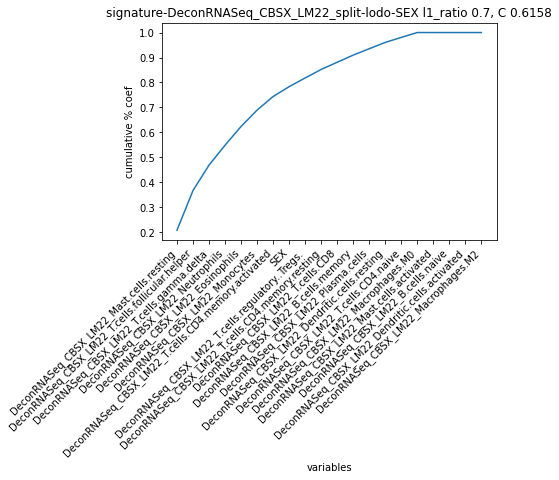 signature-DeconRNASeq_CBSX_LM22_split-lodo-SEX l1_ratio 0.7, C 0.6158
cumulative % coef
1.0
0.9
0.8
0.7
0.6
0.5
0.4
0.3
0.2
DeconRNASeq_CBSX_LM22_Mast.cells.resting
DeconRNASeq_CBSX_LM22_T.cells.follicular.helper
DeconRNASeq_CBSX_LM22_T.cells.gamma.delta
DeconRNASeq_CBSX_LM22_Neutrophils
DeconRNASeq_CBSX_LM22_Eosinophils
DeconRNASeq_CBSX_LM22_Monocytes
DeconRNASeq_CBSX_LM22_T.cells.CD4.memory.activated
SEX
DeconRNASeq_CBSX_LM22_T.cells.regulatory..Tregs.
DeconRNASeq_CBSX_LM22_T.cells.CD4.memory.resting
DeconRNASeq_CBSX_LM22_T.cells.CD8
DeconRNASeq_CBSX_LM22_B.cells.memory
DeconRNASeq_CBSX_LM22_Plasma.cells
DeconRNASeq_CBSX_LM22_Dendritic.cells.resting
DeconRNASeq_CBSX_LM22_T.cells.CD4.naive
DeconRNASeq_CBSX_LM22_Macrophages.M0
DeconRNASeq_CBSX_LM22_Mast.cells.activated
DeconRNASeq_CBSX_LM22_B.cells.naive
DeconRNASeq_CBSX_LM22_Dendritic.cells.activated
DeconRNASeq_CBSX_LM22_Macrophages.M2
variables